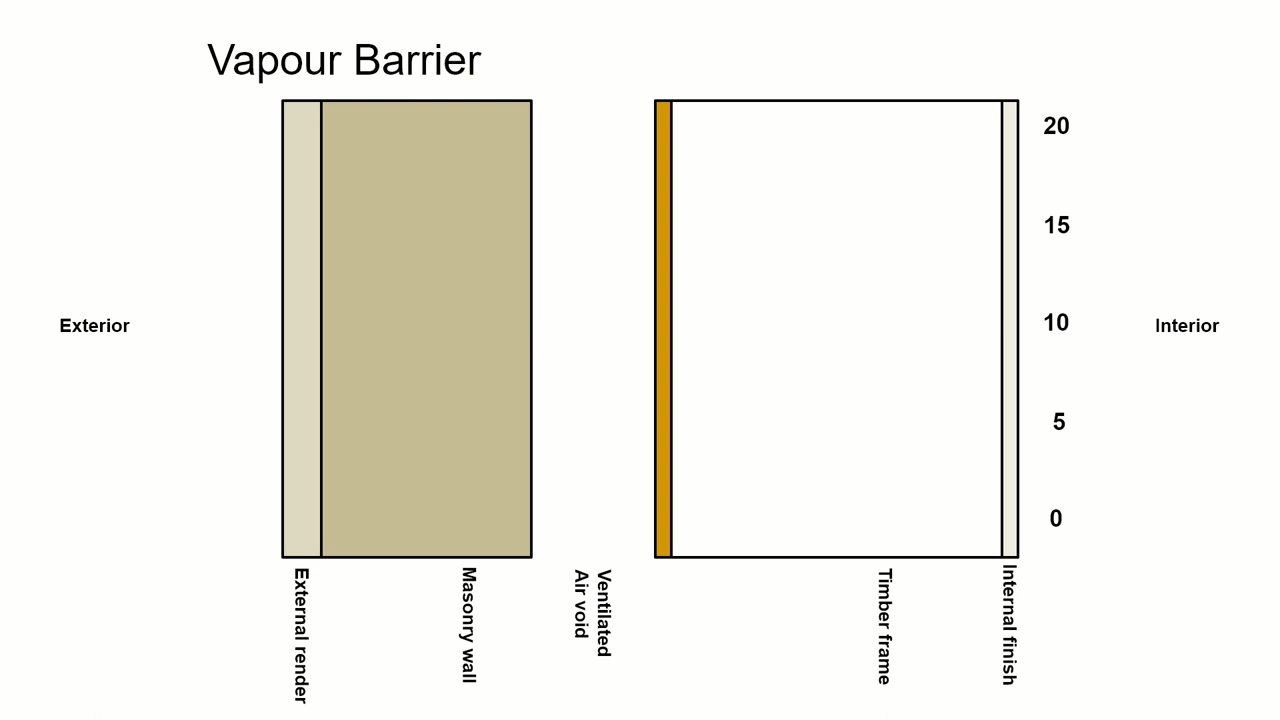 Vapour Barrier
20
15
10
5
0
Exterior
Interior
External render
Masonry wall
Ventilated
Air void
Timber frame
Internal finish